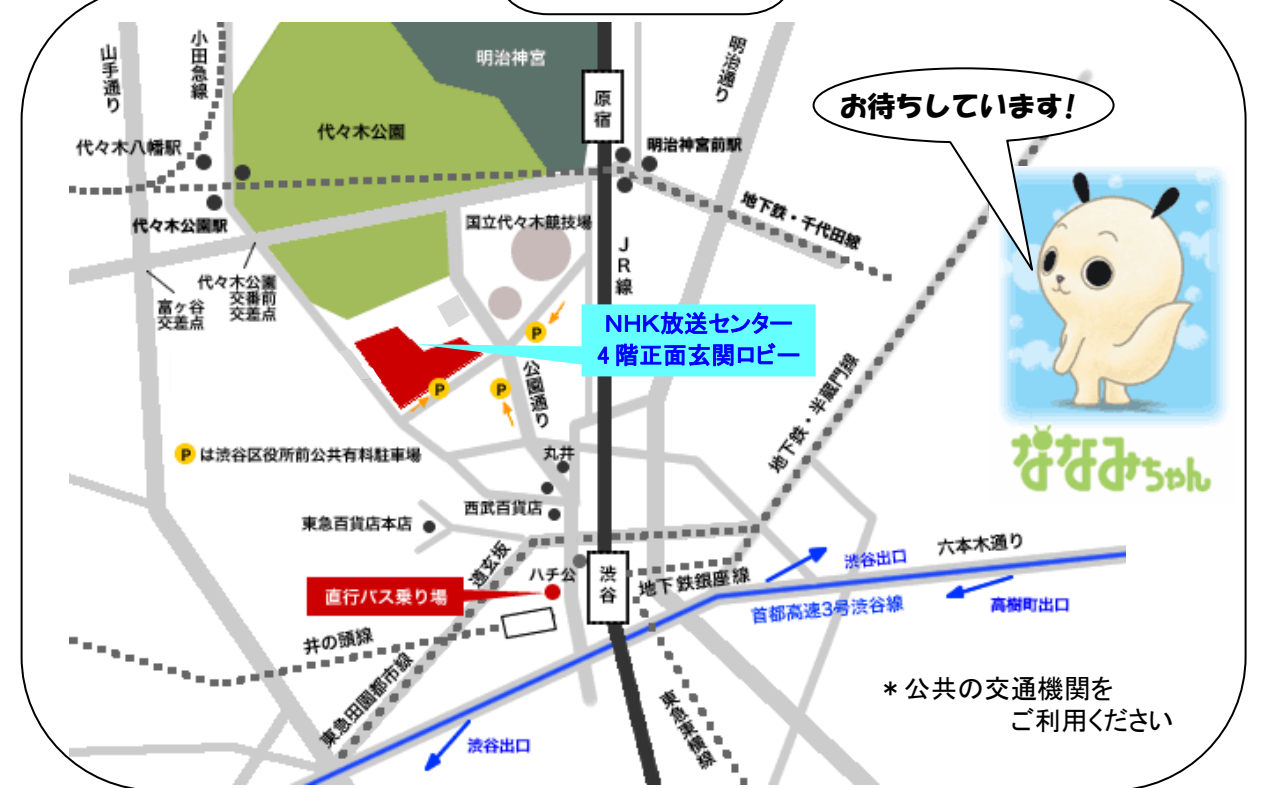 山手通り
小田急線
明治神宮
明治通り
原宿
お待ちしています！
代々木公園
代々木八幡駅
明治神宮前駅
代々木公園駅
国立代々木競技場
地下鉄・千代田線
JR線
代々木公園
交番前
交差点
富ヶ谷
交差点
NHK放送センター
４階正面玄関ロビー
P
P
P
公園通り
地下鉄・半蔵門線
ななみちゃん
P は渋谷区役所前公共有料駐車場
丸井
西武百貨店
東急百貨店本店
道玄坂
ハチ公
渋谷
地下鉄銀座線
渋谷出口
六本木通り
直行バス乗り場
首都高速3号渋谷線
高樹町出口
井の頭線
東急田園都市線
東急東横線
渋谷出口
＊公共の交通機関を
ご利用ください